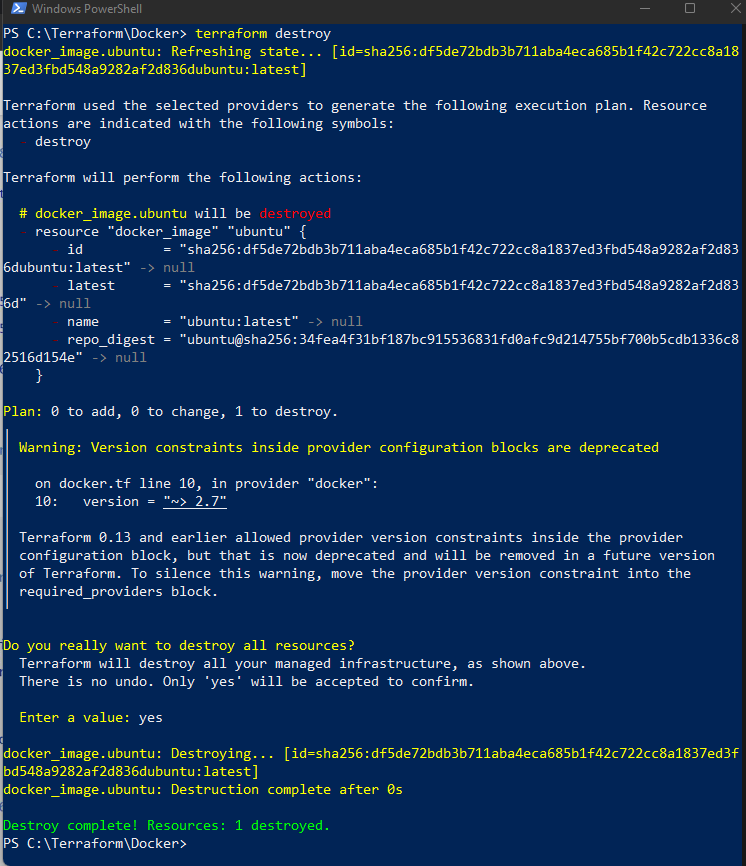 Windows PowerShell
PS C:\Terraform\Docker> terraform destroy
docker_image.ubuntu: Refreshing state... [id=sha256:df5de72bdb3b711aba4eca685b1f42c722cc8a18
37ed3fbd548a9282af2d836dubuntu:latest]
Terraform used the selected providers to generate the following execution plan. Resource
actions are indicated with the following symbols:
- destroy
Terraform will perform the following actions:
# docker_image.ubuntu will be destroyed
- resource "docker_image" "ubuntu" {
- id = "sha256:df5de72bdb3b711aba4eca685b1f42c722cc8a1837ed3fbd548a9282af2d83
6dubuntu:latest" -> null
- latest = "sha256:df5de72bdb3b711aba4eca685b1f42c722cc8a1837ed3fbd548a9282af2d83
6d" -> null
- name = "ubuntu:latest" -> null
- repo_digest = "ubuntu@sha256:34fea4f31bf187bc915536831fd0afc9d214755bf700b5cdb1336c8
2516d154e" -> null
}
Plan: 0 to add, 0 to change, 1 to destroy.
Warning: Version constraints inside provider configuration blocks are deprecated
on docker.tf line 10, in provider "docker":
10: version = "~> 2.7"
Terraform 0.13 and earlier allowed provider version constraints inside the provider
configuration block, but that is now deprecated and will be removed in a future version
of Terraform. To silence this warning, move the provider version constraint into the
required_providers block.
Do you really want to destroy all resources?
Terraform will destroy all your managed infrastructure, as shown above.
There is no undo. Only 'yes' will be accepted to confirm.
Enter a value: yes
docker_image.ubuntu: Destroying... [id=sha256:df5de72bdb3b711aba4eca685b1f42c722cc8a1837ed3f
bd548a9282af2d836dubuntu:latest]
docker_image.ubuntu: Destruction complete after 0s
Destroy complete! Resources: 1 destroyed.
PS C:\Terraform\Docker>